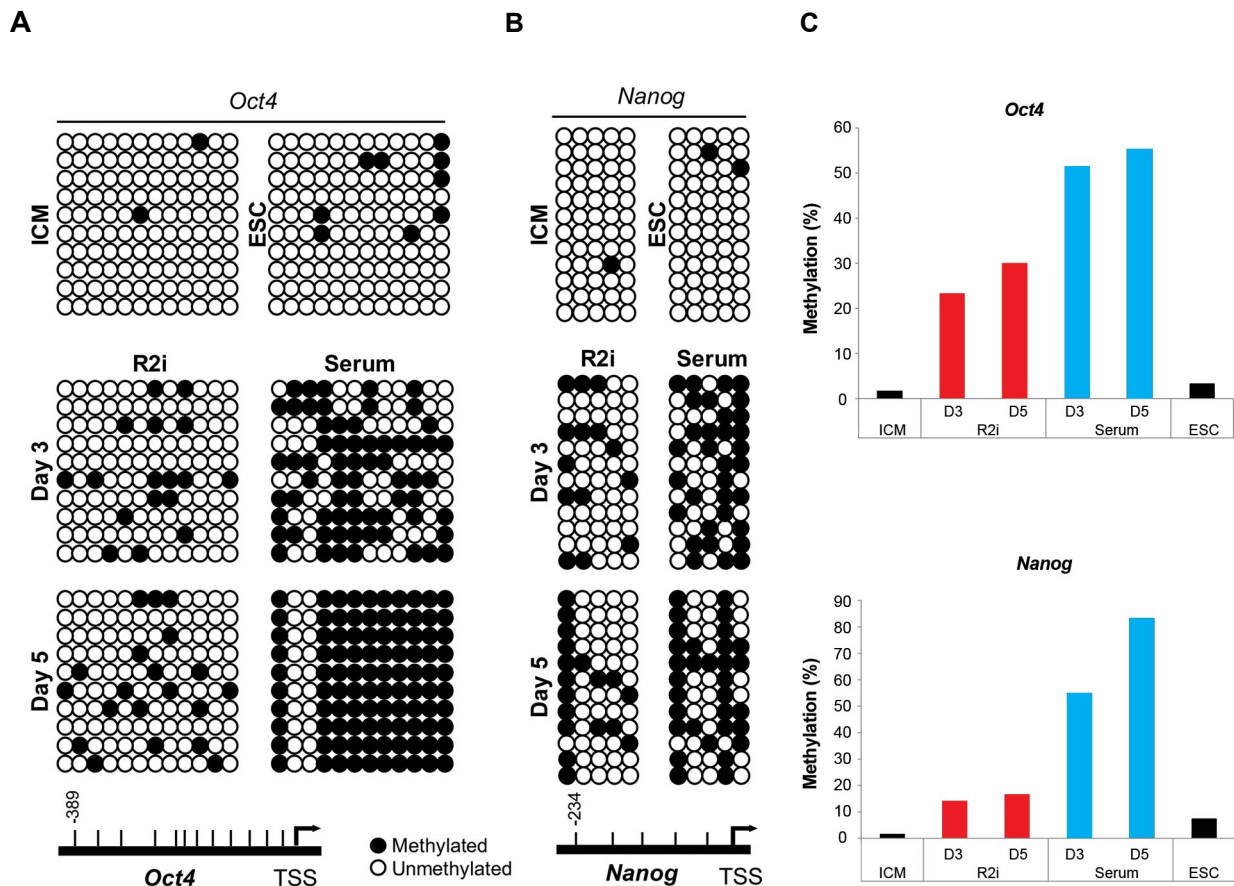 A
Oct4
ICM
ESC
R2i
Serum
Day 3
Day 5
-389
Oct4
TSS
Methylated
Unmethylated
B
Nanog
ICM
ESC
R2i
Serum
Day 3
Day 5
-234
Nanog
TSS
C
Oct4
Methylation (%)
60
50
40
30
20
10
0
D3
D5
D3
D5
ICM
R2i
Serum
ESC
Nanog
Methylation (%)
90
80
70
60
50
40
30
20
10
0
D3
D5
D3
D5
ICM
R2i
Serum
ESC